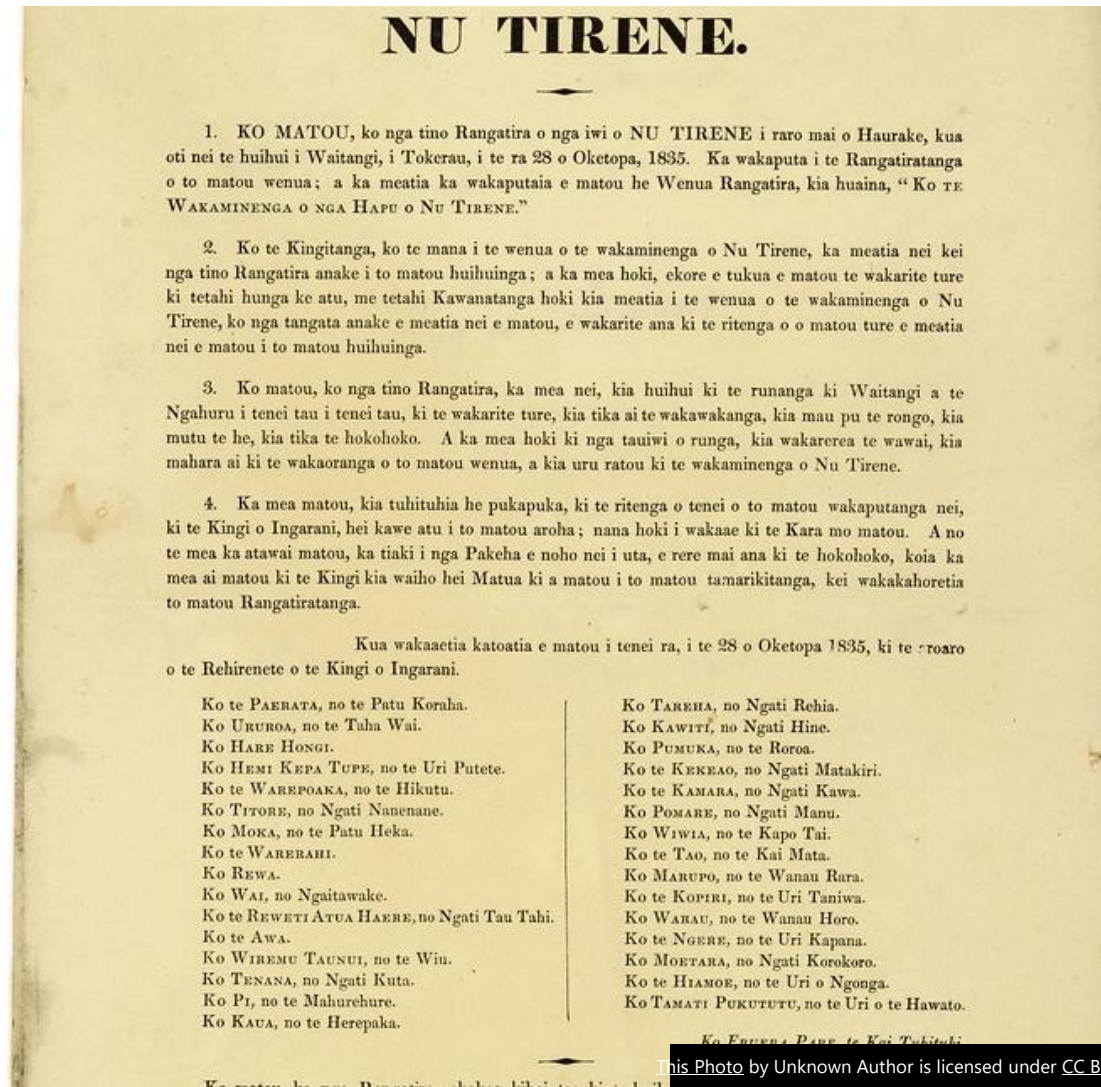 NU TIRENE.
1. KO MATOU, ko nga tino Rangatira o nga iwi o NU TIRENE i raro mai o Haurake, kua
oti nei te huihui i Waitangi, i Tokerau, i te ra 28 o Oketopa, 1835. Ka wakaputa i te Rangatiratanga
o to matou wenua; a ka meatia ka wakaputaia e matou he Wenua Rangatira, kia huaina, “KO TE
WAKAMINENGA O NGA HAPU O NU TIRENE.”
2. Ko te Kingitanga, ko te mana i te wenua o te wakaminenga o Nu Tirene, ka meatia nei kei
nga tino Rangatira anake i to matou huihuinga; a ka mea hoki, ekore e tukua e matou te wakarite ture
ki tetahi hunga ke atu, me tetahi Kawanatanga hoki kia meatia i te wenua o te wakaminenga o Nu
Tirene, ko nga tangata anake e meatia nei e matou, e wakarite ana ki te ritenga o o matou ture e meatia
nei e matou i to matou huihuinga.
3. Ko matou, ko nga tino Rangatira, ka mea nei, kia huihui ki te runanga ki Waitangi a te
Ngahuru i tenei tau i tenei tau, ki te wakarite ture, kia tika ai te wakawakanga, kia mau pu te rongo, kia
mutu te he, kia tika te hokohoko. A ka mea hoki ki nga tauiwi o runga, kia wakarerea te wawai, kia
mahara ai ki te wakaoranga o to matou wenua, a kia uru ratou ki te wakaminenga o Nu Tirene.
4. Ka mea matou, kia tuhituhia he pukapuka, ki te ritenga o tenei o to matou wakaputanga nei,
ki te Kingi o Ingarani, hei kawe atu i to matou aroha; nana hoki i wakaae ki te Kara mo matou. A no
te mea ka atawai matou, ka tiaki i nga Pakeha e noho nei i uta, e rere mai ana ki te hokohoko, koia ka
mea ai matou ki te Kingi kia waiho hei Matua ki a matou i to matou tamarikitanga, kei wakakahoretia
to matou Rangatiratanga.
Kua wakaaetia katoatia e matou i tenei ra, i te 28 o Oketopa 1835, ki te roaro
o te Rehirenete o te Kingi o Ingarani.
Ko te PAERATA, no te Patu Koraha.
Ko URUROA, no te Taha Wai.
Ko HARE HONGI.
Ko HEMI KEPA TUPE, no te Uri Putete.
Ko te WAREPOAKA, no te Hikutu.
Ko TITORE, no Ngati Nanenane.
Ko MOKA, no te Patu Heka.
Ko te WARERAHI.
Ko REWA.
Ko WAI, no Ngaitawake.
Ko te REWETI ATUA HAERE, no Ngati Tau Tahi.
Ko te AWA.
Ko WIREMU TAUNUI, no te Wiu.
Ko TENANA, no Ngati Kuta.
Ko PI, no te Mahurehure.
Ko KAUA, no te Herepaka.
Ko TAREHA, no Ngati Rehia.
Ko KAWITI, no Ngati Hine.
Ko PUMUKA, no te Roroa.
Ko te KEKEAO, no Ngati Matakiri.
Ko te KAMARA, no Ngati Kawa.
Ko POMARE, no Ngati Manu.
Ko WIWIA, no te Kapo Tai.
Ko te TAO, no te Kai Mata.
Ko MARUPO, no te Wanau Rara.
Ko te KOPIRI, no te Uri Taniwa.
Ko WARAU, no te Wanau Horo.
Ko te NGERE, no te Uri Kapana.
Ko MOETARA, no Ngati Korokoro.
Ko te HIAMOE, no te Uri o Ngonga.
Ko TAMATI PUKUTUTU, no te Uri o te Hawato.
Ko ERUERA PARE, te Kai Tuhituhi.
This Photo by Unknown Author is licensed under CC B